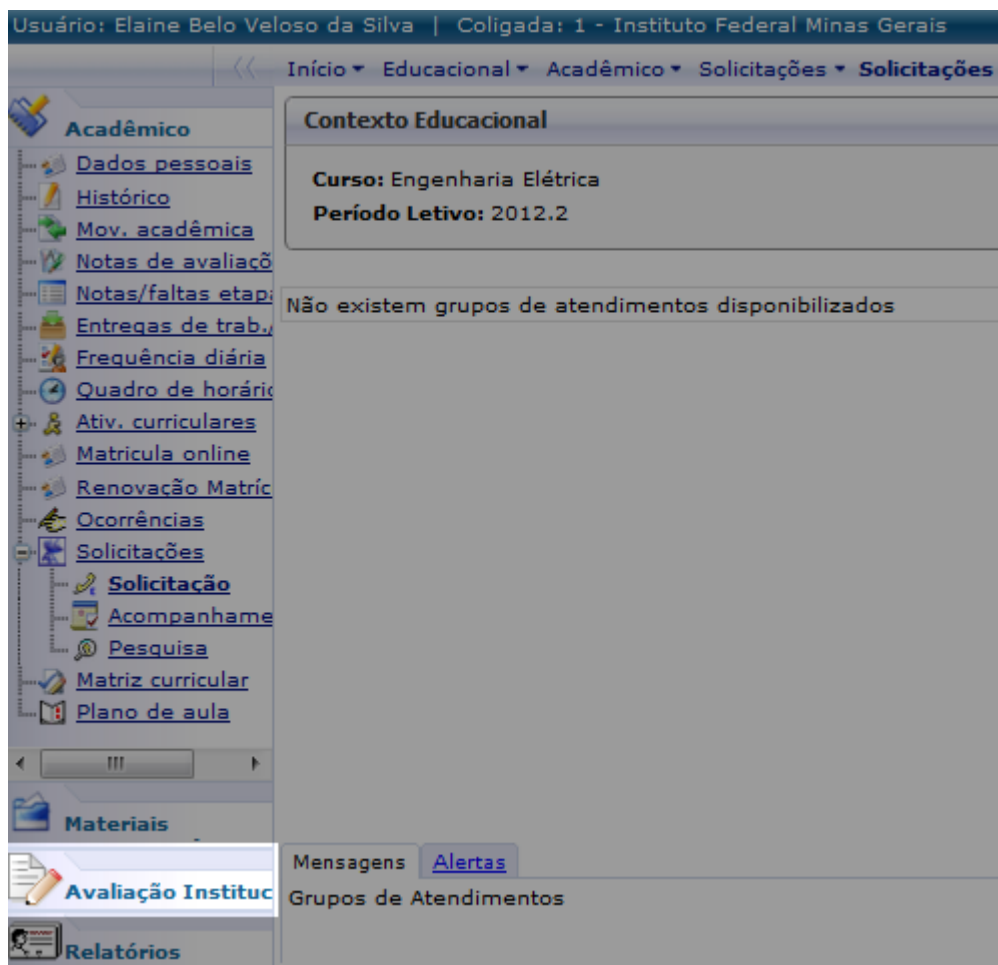 Usuário: Elaine Belo Veloso da Silva | Coligada: 1 - Instituto Federal Minas Gerais
Início Educacional Acadêmico Solicitações Solicitações
Acadêmico
Dados pessoais
Histórico
Mov. acadêmica
Notas de avaliaçõ
Notas/faltas etapa
Entregas de trab./
Frequência diária
Quadro de horário
Ativ. curriculares
Matricula online
Renovação Matríc
Ocorrências
Solicitações
Solicitação
Acompanhame
Pesquisa
Matriz curricular
Plano de aula
Materiais
Avaliação Instituc
Relatórios
Contexto Educacional
Curso: Engenharia Elétrica
Período Letivo: 2012.2
Não existem grupos de atendimentos disponibilizados
Mensagens Alertas
Grupos de Atendimentos